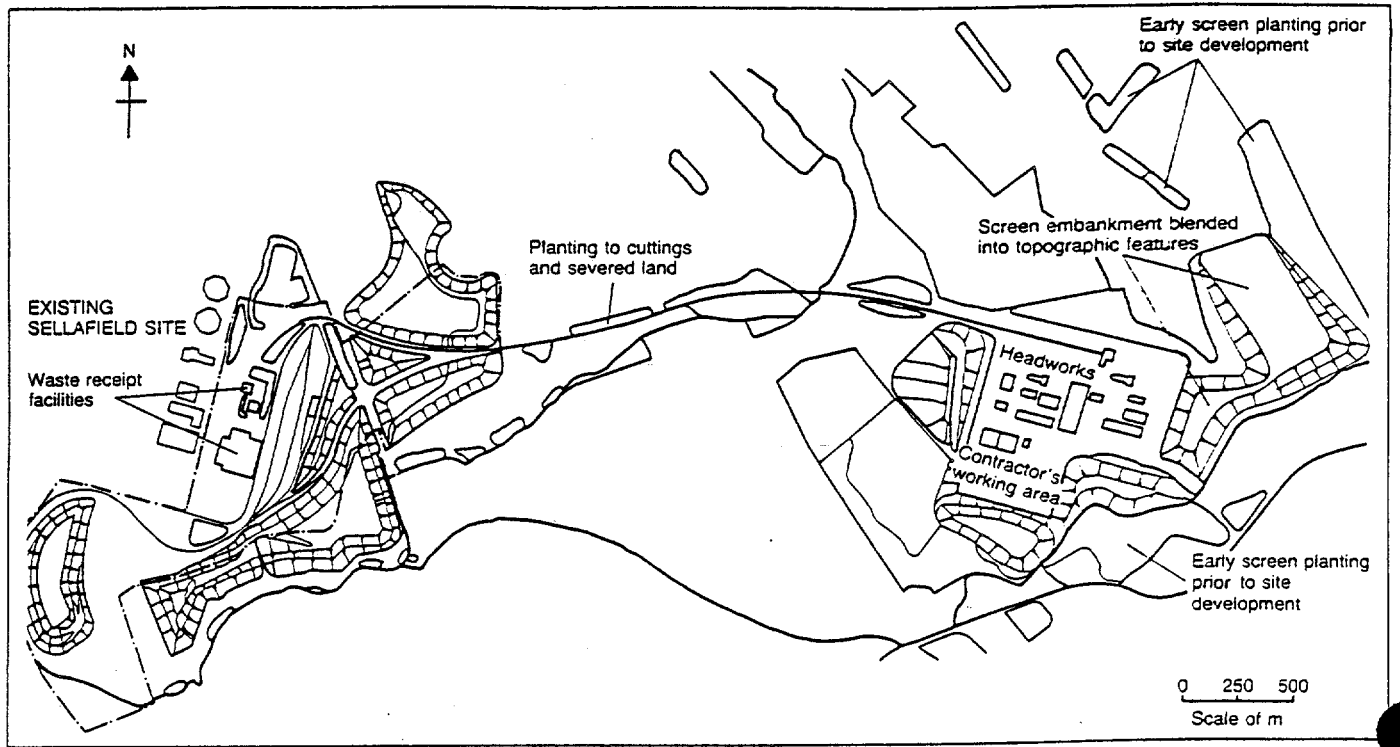 N
Early screen planting prior
to site development
Screen embankment blended
into topographic features
Planting to cuttings
and severed land
EXISTING
SELLAFIELD SITE
Waste receipt
facilities
Headworks
Contractor's
working area
Early screen planting
prior to site
development
0 250 500
Scale of m